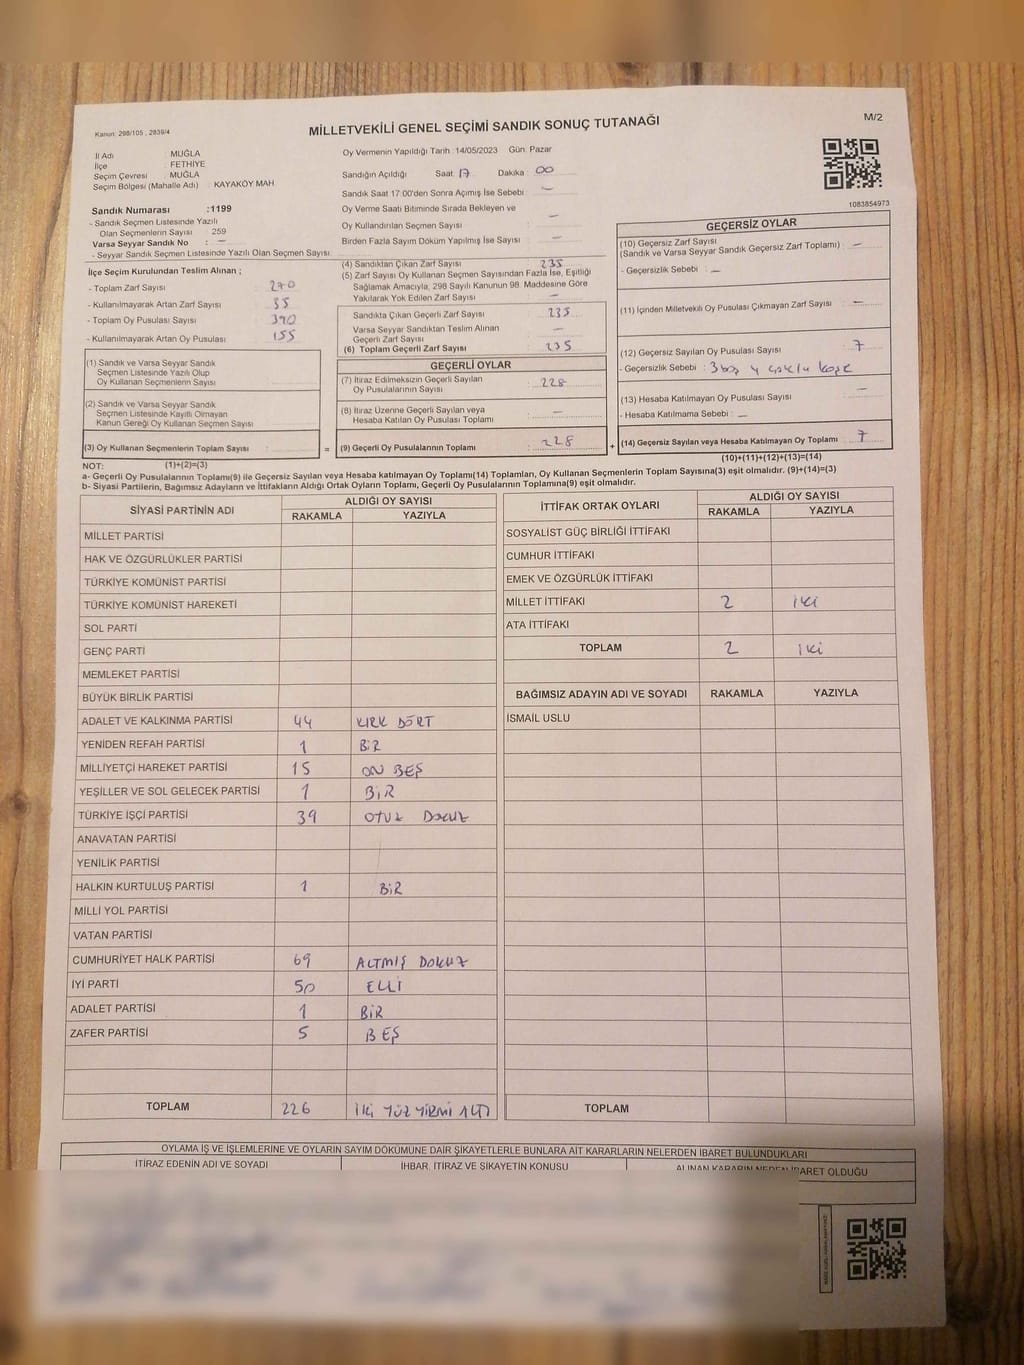 Kanun: 298/105 , 2839/4
MİLLETVEKİLİ GENEL SEÇİMİ SANDIK SONUÇ TUTANAĞI
M/2
İl Adı MUĞLA
İlçe FETHİYE
Seçim Çevresi : MUĞLA
Seçim Bölgesi (Mahalle Adı) : KAYAKÖY MAH
Sandık Numarası :1199
- Sandık Seçmen Listesinde Yazılı
Olan Seçmenlerin Sayısı 259
Varsa Seyyar Sandık No : —
- Seyyar Sandık Seçmen Listesinde Yazılı Olan Seçmen Sayısı
İlçe Seçim Kurulundan Teslim Alınan ;
- Toplam Zarf Sayısı 270
- Kullanılmayarak Artan Zarf Sayısı 35
- Toplam Oy Pusulası Sayısı 390
- Kullanılmayarak Artan Oy Pusulası 155
Oy Vermenin Yapıldığı Tarih :14/05/2023 Gün: Pazar
Sandığın Açıldığı Saat 17 Dakika : 00
Sandık Saat 17:00'den Sonra Açımış İse Sebebi : —
Oy Verme Saati Bitiminde Sırada Bekleyen ve
Oy Kullandırılan Seçmen Sayısı —
Birden Fazla Sayım Döküm Yapılmış İse Sayısı —
(4) Sandıktan Çıkan Zarf Sayısı 235
(5) Zarf Sayısı Oy Kullanan Seçmen Sayısından Fazla İse, Eşitliği
Sağlamak Amacıyla, 298 Sayılı Kanunun 98. Maddesine Göre
Yakılarak Yok Edilen Zarf Sayısı —
Sandıkta Çıkan Geçerli Zarf Sayısı 235
Varsa Seyyar Sandıktan Teslim Alınan
Geçerli Zarf Sayısı —
(6) Toplam Geçerli Zarf Sayısı 235
1083854973
GEÇERSİZ OYLAR
(10) Geçersiz Zarf Sayısı
(Sandık ve Varsa Seyyar Sandık Geçersiz Zarf Toplamı) : —
- Geçersizlik Sebebi : —
(11) İçinden Milletvekili Oy Pusulası Çıkmayan Zarf Sayısı —
(12) Geçersiz Sayılan Oy Pusulası Sayısı 7
- Geçersizlik Sebebi : 3 boş 4 çoklu kaşe
(13) Hesaba Katılmayan Oy Pusulası Sayısı —
- Hesaba Katılmama Sebebi : —
(14) Geçersiz Sayılan veya Hesaba Katılmayan Oy Toplamı 7
(10)+(11)+(12)+(13)=(14)
(1) Sandık ve Varsa Seyyar Sandık
Seçmen Listesinde Yazılı Olup
Oy Kullanan Seçmenlerin Sayısı
(2) Sandık ve Varsa Seyyar Sandık
Seçmen Listesinde Kayıtlı Olmayan
Kanun Gereği Oy Kullanan Seçmen Sayısı
(3) Oy Kullanan Seçmenlerin Toplam Sayısı =
(1)+(2)=(3)
GEÇERLİ OYLAR
(7) İtiraz Edilmeksizin Geçerli Sayılan
Oy Pusulalarının Sayısı : 228
(8) İtiraz Üzerine Geçerli Sayılan veya
Hesaba Katılan Oy Pusulaları Toplamı —
(9) Geçerli Oy Pusulalarının Toplamı 228 +
NOT:
a- Geçerli Oy Pusulalarının Toplamı(9) ile Geçersiz Sayılan veya Hesaba katılmayan Oy Toplamı(14) Toplamları, Oy Kullanan Seçmenlerin Toplam Sayısına(3) eşit olmalıdır. (9)+(14)=(3)
b- Siyasi Partilerin, Bağımsız Adayların ve İttifakların Aldığı Ortak Oyların Toplamı, Geçerli Oy Pusulalarının Toplamına(9) eşit olmalıdır.
SİYASİ PARTİNİN ADI ALDIĞI OY SAYISI
RAKAMLA YAZIYLA
MİLLET PARTİSİ
HAK VE ÖZGÜRLÜKLER PARTİSİ
TÜRKİYE KOMÜNİST PARTİSİ
TÜRKİYE KOMÜNİST HAREKETİ
SOL PARTİ
GENÇ PARTİ
MEMLEKET PARTİSİ
BÜYÜK BİRLİK PARTİSİ
ADALET VE KALKINMA PARTİSİ 44 KIRK DÖRT
YENİDEN REFAH PARTİSİ 1 BİR
MİLLİYETÇİ HAREKET PARTİSİ 15 ON BEŞ
YEŞİLLER VE SOL GELECEK PARTİSİ 1 BİR
TÜRKİYE İŞÇİ PARTİSİ 39 OTUZ DOKUZ
ANAVATAN PARTİSİ
YENİLİK PARTİSİ
HALKIN KURTULUŞ PARTİSİ 1 BİR
MİLLİ YOL PARTİSİ
VATAN PARTİSİ
CUMHURİYET HALK PARTİSİ 69 ALTMIŞ DOKUZ
İYİ PARTİ 50 ELLİ
ADALET PARTİSİ 1 BİR
ZAFER PARTİSİ 5 BEŞ
TOPLAM 226 İKİ YÜZ YİRMİ ALTI
İTTİFAK ORTAK OYLARI ALDIĞI OY SAYISI
RAKAMLA YAZIYLA
SOSYALİST GÜÇ BİRLİĞİ İTTİFAKI
CUMHUR İTTİFAKI
EMEK VE ÖZGÜRLÜK İTTİFAKI
MİLLET İTTİFAKI 2 iki
ATA İTTİFAKI
TOPLAM 2 iki
BAĞIMSIZ ADAYIN ADI VE SOYADI RAKAMLA YAZIYLA
İSMAİL USLU
TOPLAM
OYLAMA İŞ VE İŞLEMLERİNE VE OYLARIN SAYIM DÖKÜMÜNE DAİR ŞİKAYETLERLE BUNLARA AİT KARARLARIN NELERDEN İBARET BULUNDUKLARI
İTİRAZ EDENİN ADI VE SOYADI İHBAR, İTİRAZ VE ŞİKAYETİN KONUSU ALINAN KARARIN NEDEN İBARET OLDUĞU